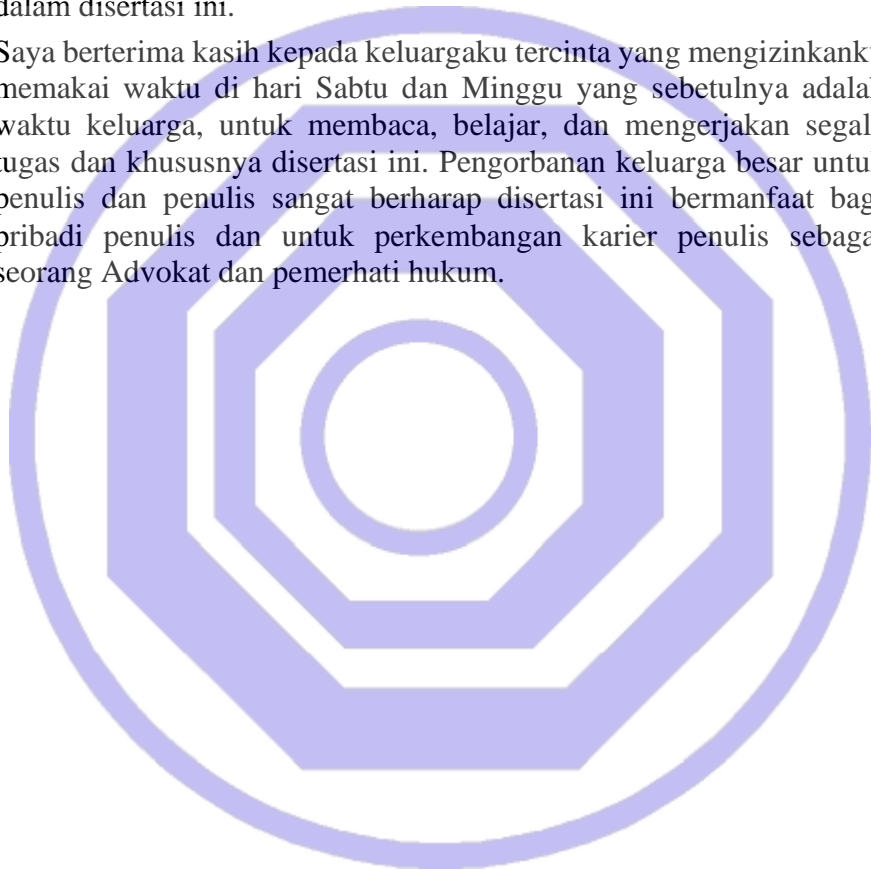 dalam disertasi ini.
Saya berterima kasih kepada keluargaku tercinta yang mengizinkanku
memakai waktu di hari Sabtu dan Minggu yang sebetulnya adalah
waktu keluarga, untuk membaca, belajar, dan mengerjakan segal
tugas dan khususnya disertasi ini. Pengorbanan keluarga besar untuk
penulis dan penulis sangat berharap disertasi ini bermanfaat bag
pribadi penulis dan untuk perkembangan karier penulis sebaga
seorang Advokat dan pemerhati hukum.